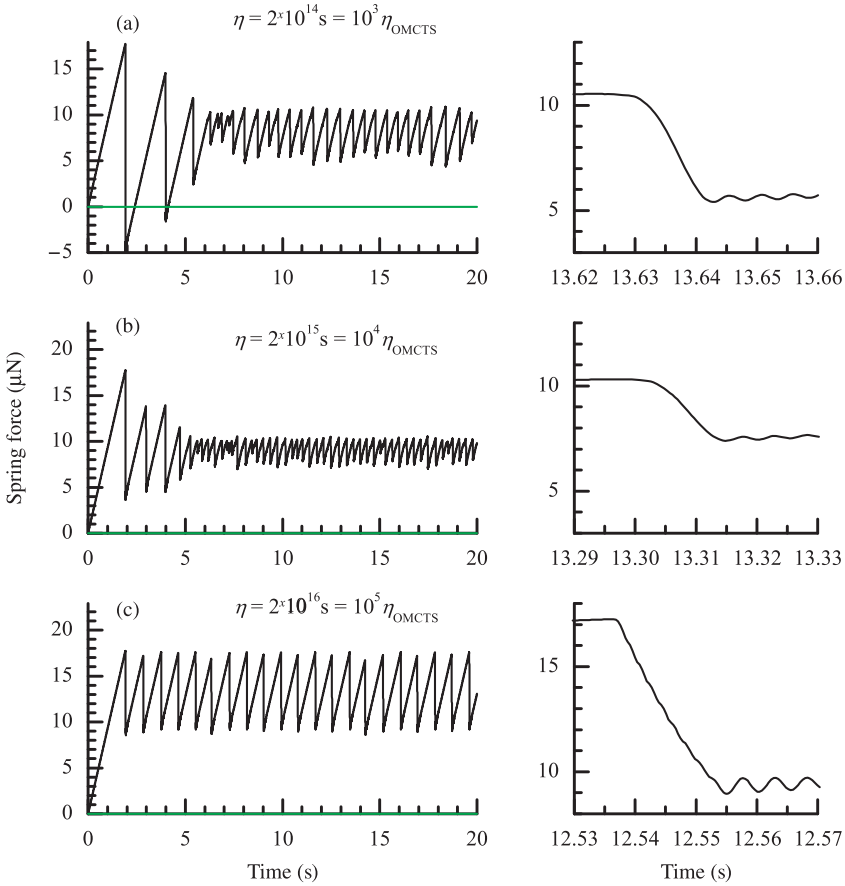 (a) η = 2ˣ10¹⁴s = 10³ η_OMCTS
15
10
5
0
−5
0 5 10 15 20
10
5
13.62 13.63 13.64 13.65 13.66
(b) η = 2ˣ10¹⁵s = 10⁴ η_OMCTS
20
15
10
5
0
0 5 10 15 20
10
5
13.29 13.30 13.31 13.32 13.33
Spring force (μN)
(c) η = 2ˣ10¹⁶s = 10⁵ η_OMCTS
20
15
10
5
0
0 5 10 15 20
Time (s)
15
10
12.53 12.54 12.55 12.56 12.57
Time (s)